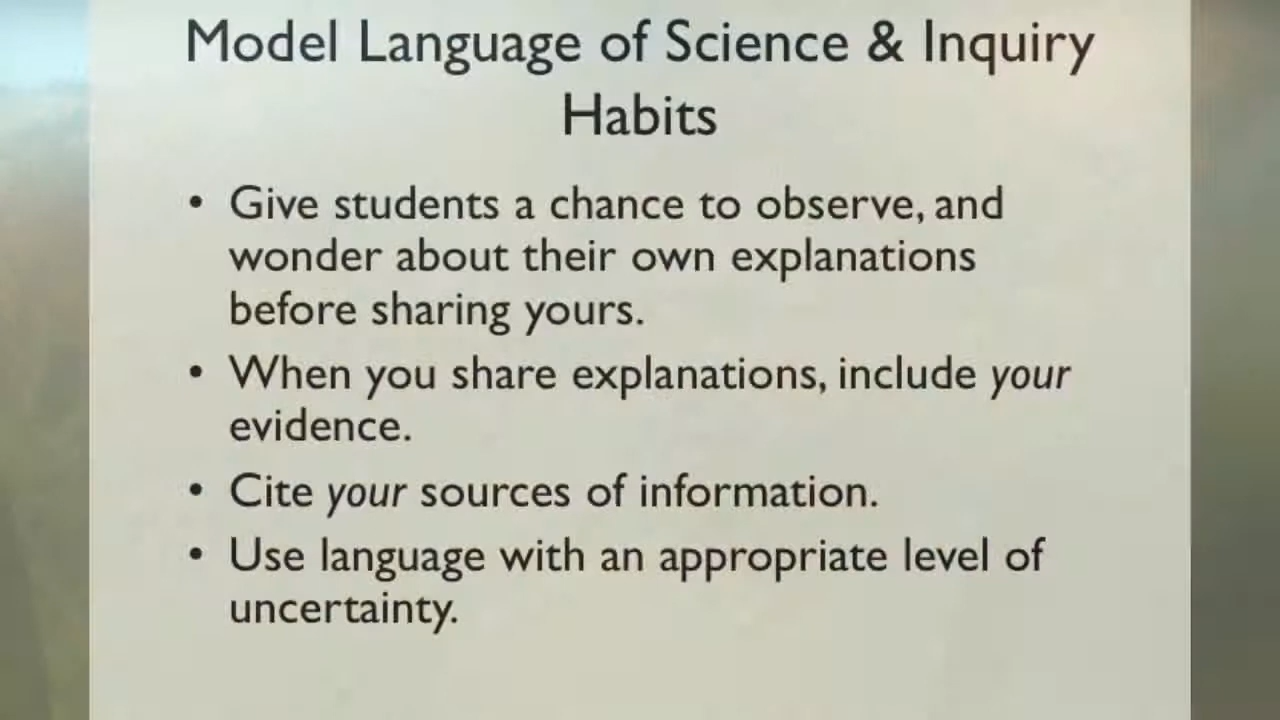 Model Language of Science & Inquiry
Habits
• Give students a chance to observe, and
wonder about their own explanations
before sharing yours.
• When you share explanations, include your
evidence.
• Cite your sources of information.
• Use language with an appropriate level of
uncertainty.